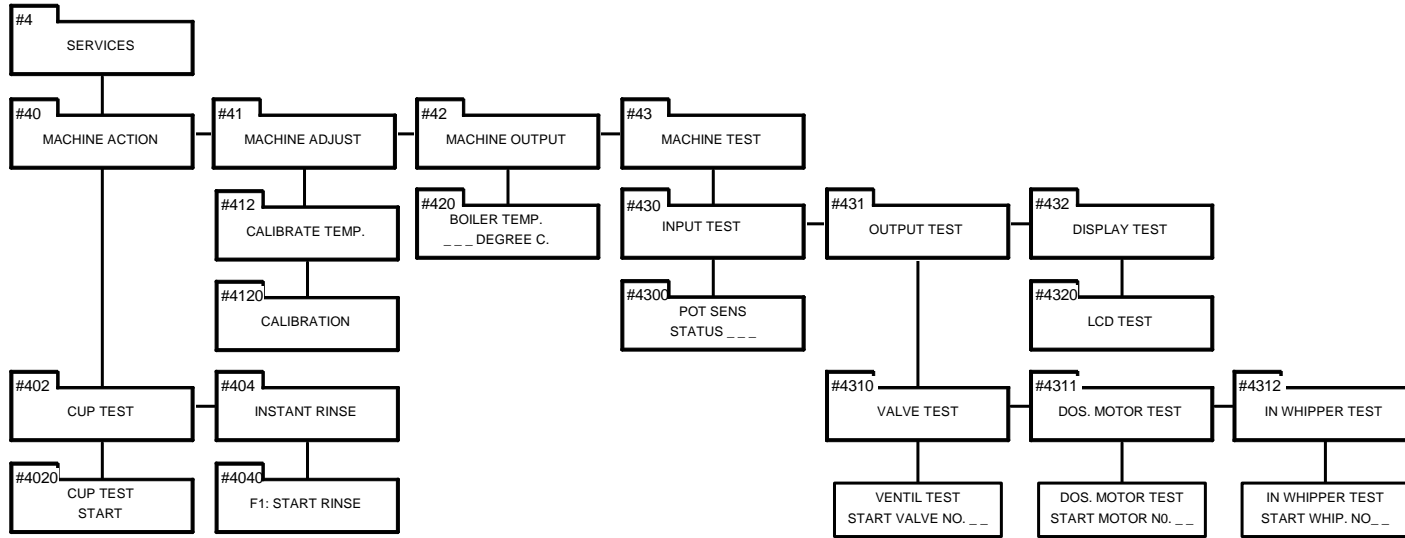 #4
SERVICES
#40
MACHINE ACTION
#41
MACHINE ADJUST
#42
MACHINE OUTPUT
#43
MACHINE TEST
#412
CALIBRATE TEMP.
#420
BOILER TEMP.
_ _ _ DEGREE C.
#430
INPUT TEST
#431
OUTPUT TEST
#432
DISPLAY TEST
#4120
CALIBRATION
#4300
POT SENS
STATUS _ _ _
#4320
LCD TEST
#402
CUP TEST
#404
INSTANT RINSE
#4310
VALVE TEST
#4311
DOS. MOTOR TEST
#4312
IN WHIPPER TEST
#4020
CUP TEST
START
#4040
F1: START RINSE
VENTIL TEST
START VALVE NO. _ _
DOS. MOTOR TEST
START MOTOR N0. _ _
IN WHIPPER TEST
START WHIP. NO_ _